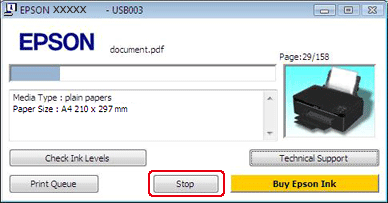 EPSON XXXXX - USB003
EPSON
document.pdf
Page:29/158
Media Type : plain papers
Paper Size : A4 210 x 297 mm
Check Ink Levels
Technical Support
Print Queue
Stop
Buy Epson Ink